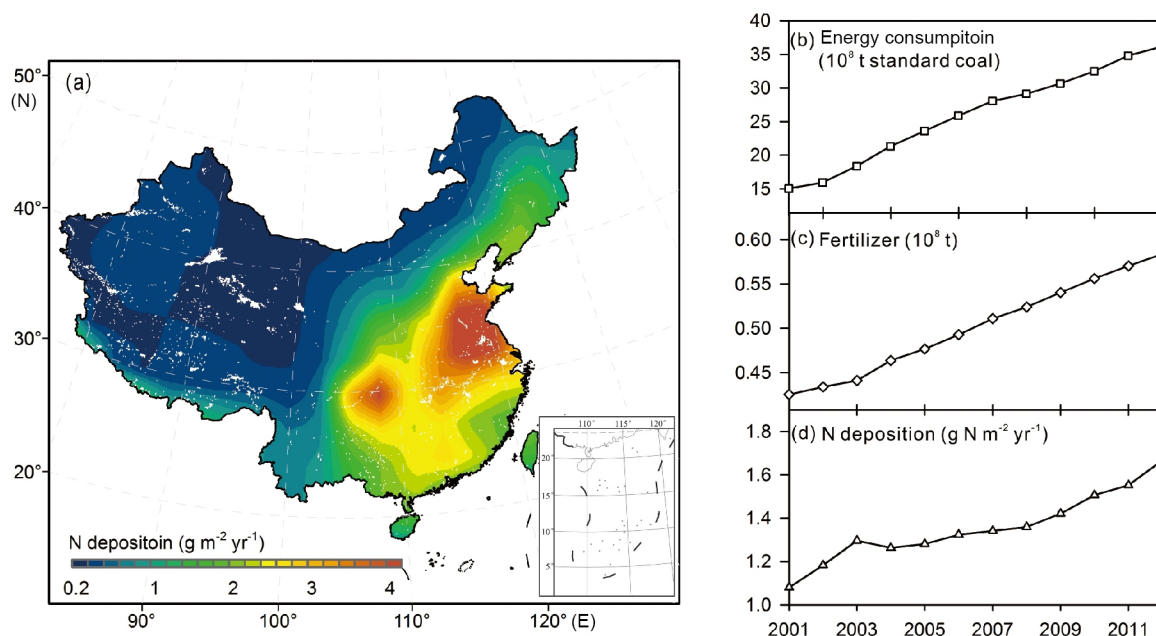 (a)
50°
(N)
40°
30°
20°
N depositoin (g m⁻² yr⁻¹)
0.2 1 2 3 4
90° 100° 110° 120° (E)
110° 115° 120°
20°
15°
10°
5°
(b) Energy consumpitoin
(10⁸ t standard coal)
40
35
30
25
20
15
(c) Fertilizer (10⁸ t)
0.60
0.55
0.50
0.45
(d) N deposition (g N m⁻² yr⁻¹)
1.8
1.6
1.4
1.2
1.0
2001 2003 2005 2007 2009 2011